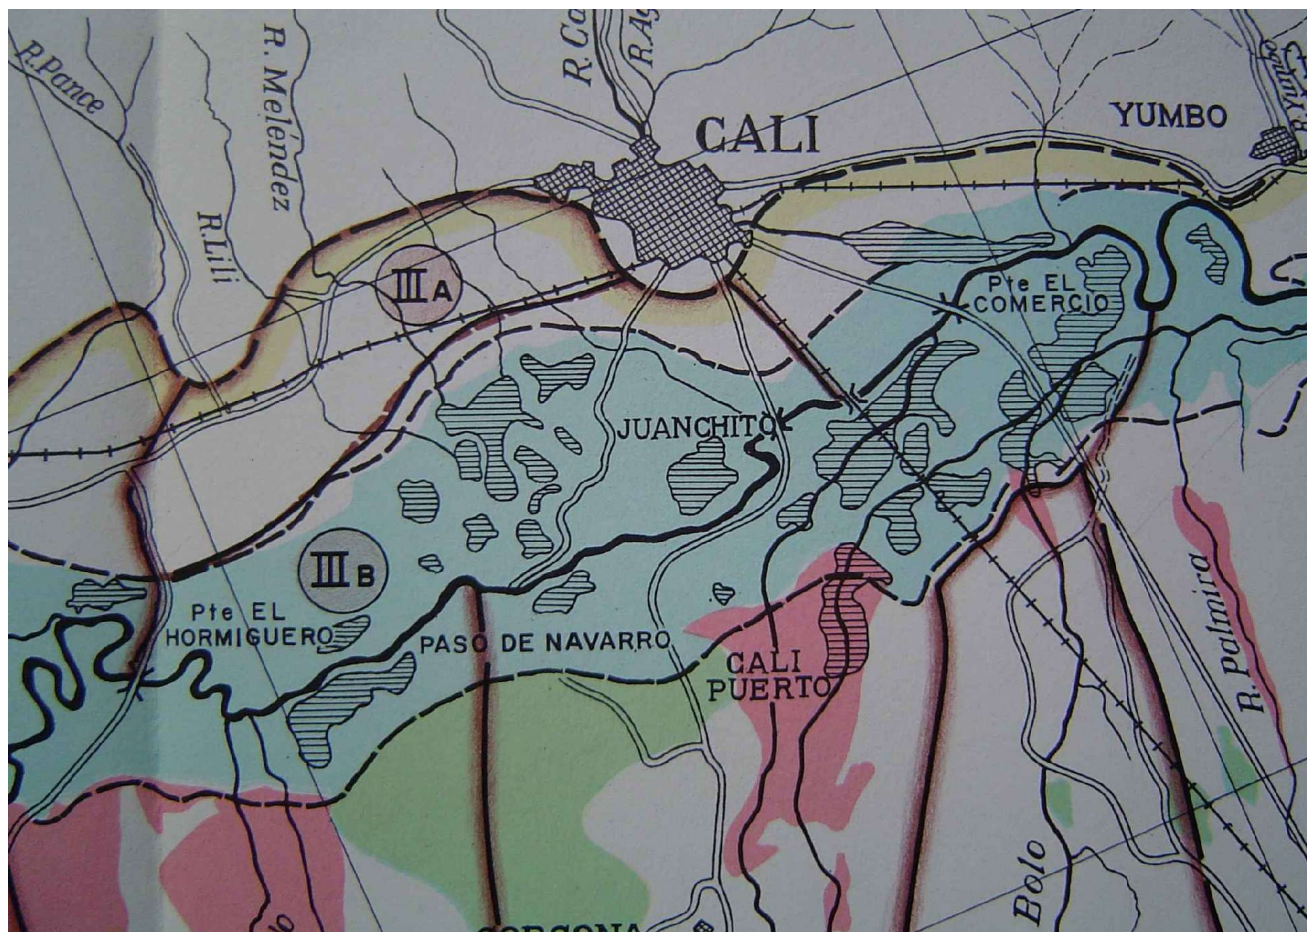 R. Pance
R. Meléndez
R. Lili
R. Ca
R. Ag
CALI
YUMBO
R. Y
III A
Pte EL
COMERCIO
JUANCHITO
III B
Pte EL
HORMIGUERO
PASO DE NAVARRO
CALI
PUERTO
R. Palmira
Bolo
GORGONA